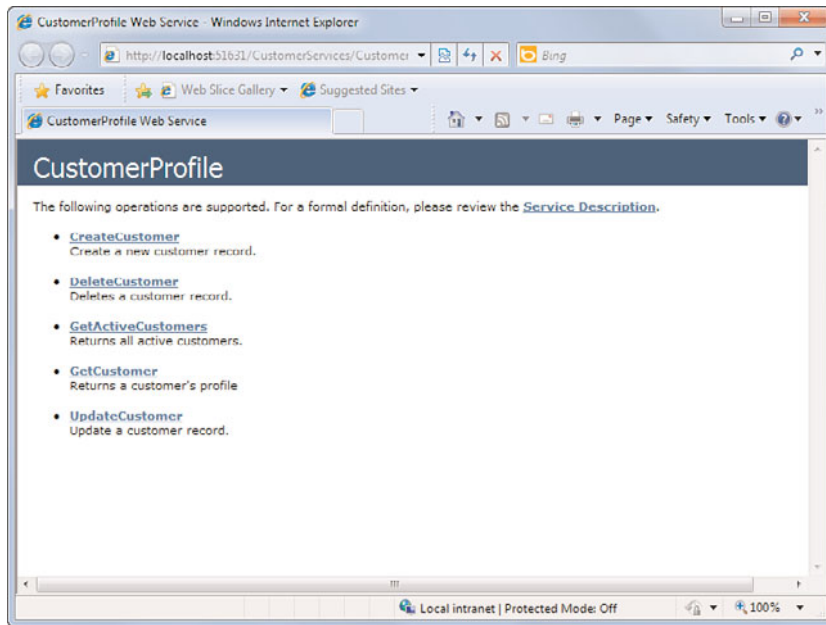 CustomerProfile Web Service - Windows Internet Explorer
http://localhost:51631/CustomerServices/Customer
Bing
Favorites Web Slice Gallery Suggested Sites
CustomerProfile Web Service Page Safety Tools
CustomerProfile
The following operations are supported. For a formal definition, please review the Service Description.
• CreateCustomer
Create a new customer record.
• DeleteCustomer
Deletes a customer record.
• GetActiveCustomers
Returns all active customers.
• GetCustomer
Returns a customer's profile
• UpdateCustomer
Update a customer record.
Local intranet | Protected Mode: Off 100%